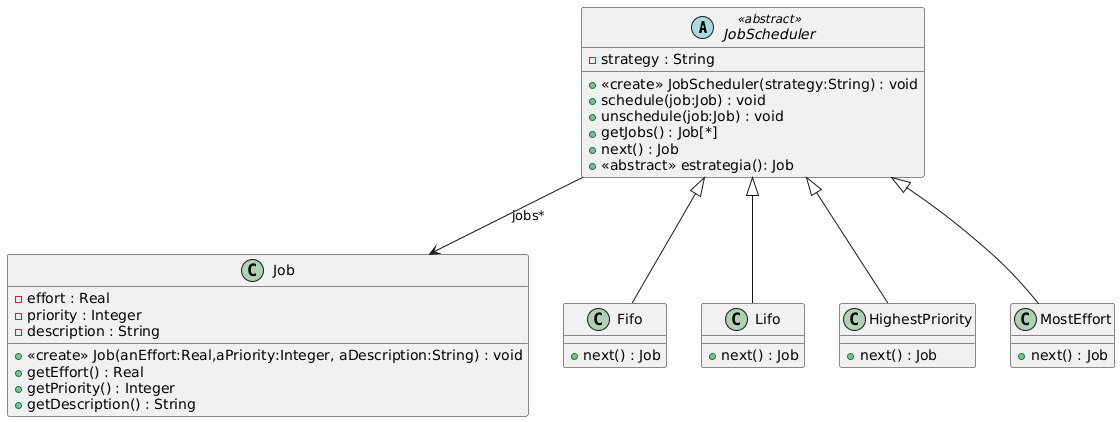 A
«abstract»
JobScheduler
strategy : String
«create» JobScheduler(strategy:String) : void
schedule(job:Job) : void
unschedule(job:Job) : void
getJobs() : Job[*]
next() : Job
«abstract» estrategia(): Job
jobs*
C Job
effort : Real
priority : Integer
description : String
«create» Job(anEffort:Real,aPriority:Integer, aDescription:String) : void
getEffort() : Real
getPriority() : Integer
getDescription() : String
C Fifo
next() : Job
C Lifo
next() : Job
C HighestPriority
next() : Job
C MostEffort
next() : Job